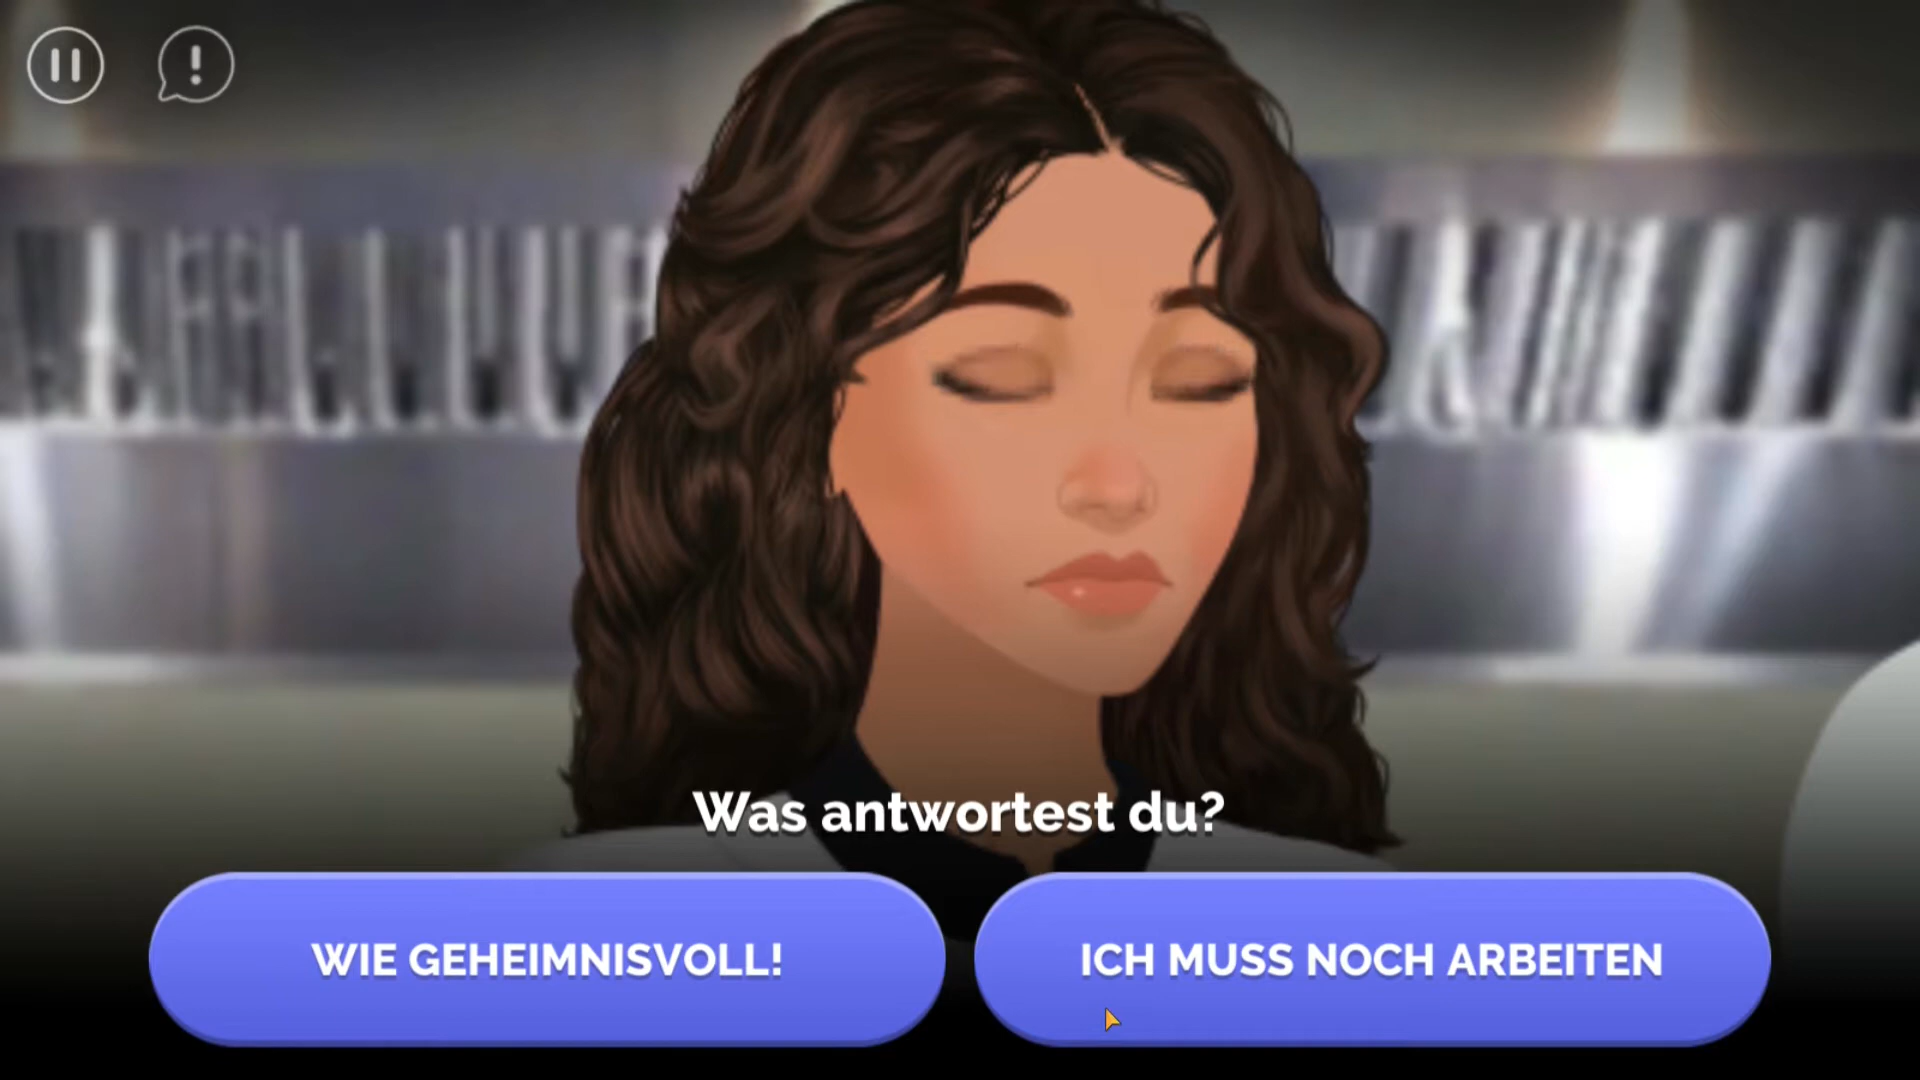 Was antwortest du?
WIE GEHEIMNISVOLL!
ICH MUSS NOCH ARBEITEN